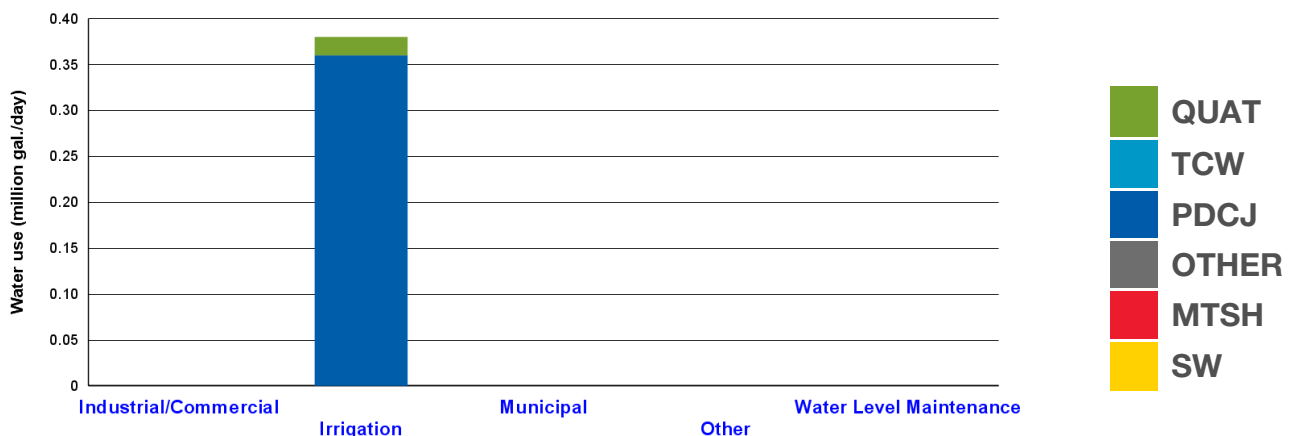 0.40
0.35
0.30
0.25
0.20
0.15
0.10
0.05
0
Water use (million gal./day)
Industrial/Commercial
Irrigation
Municipal
Other
Water Level Maintenance
QUAT
TCW
PDCJ
OTHER
MTSH
SW